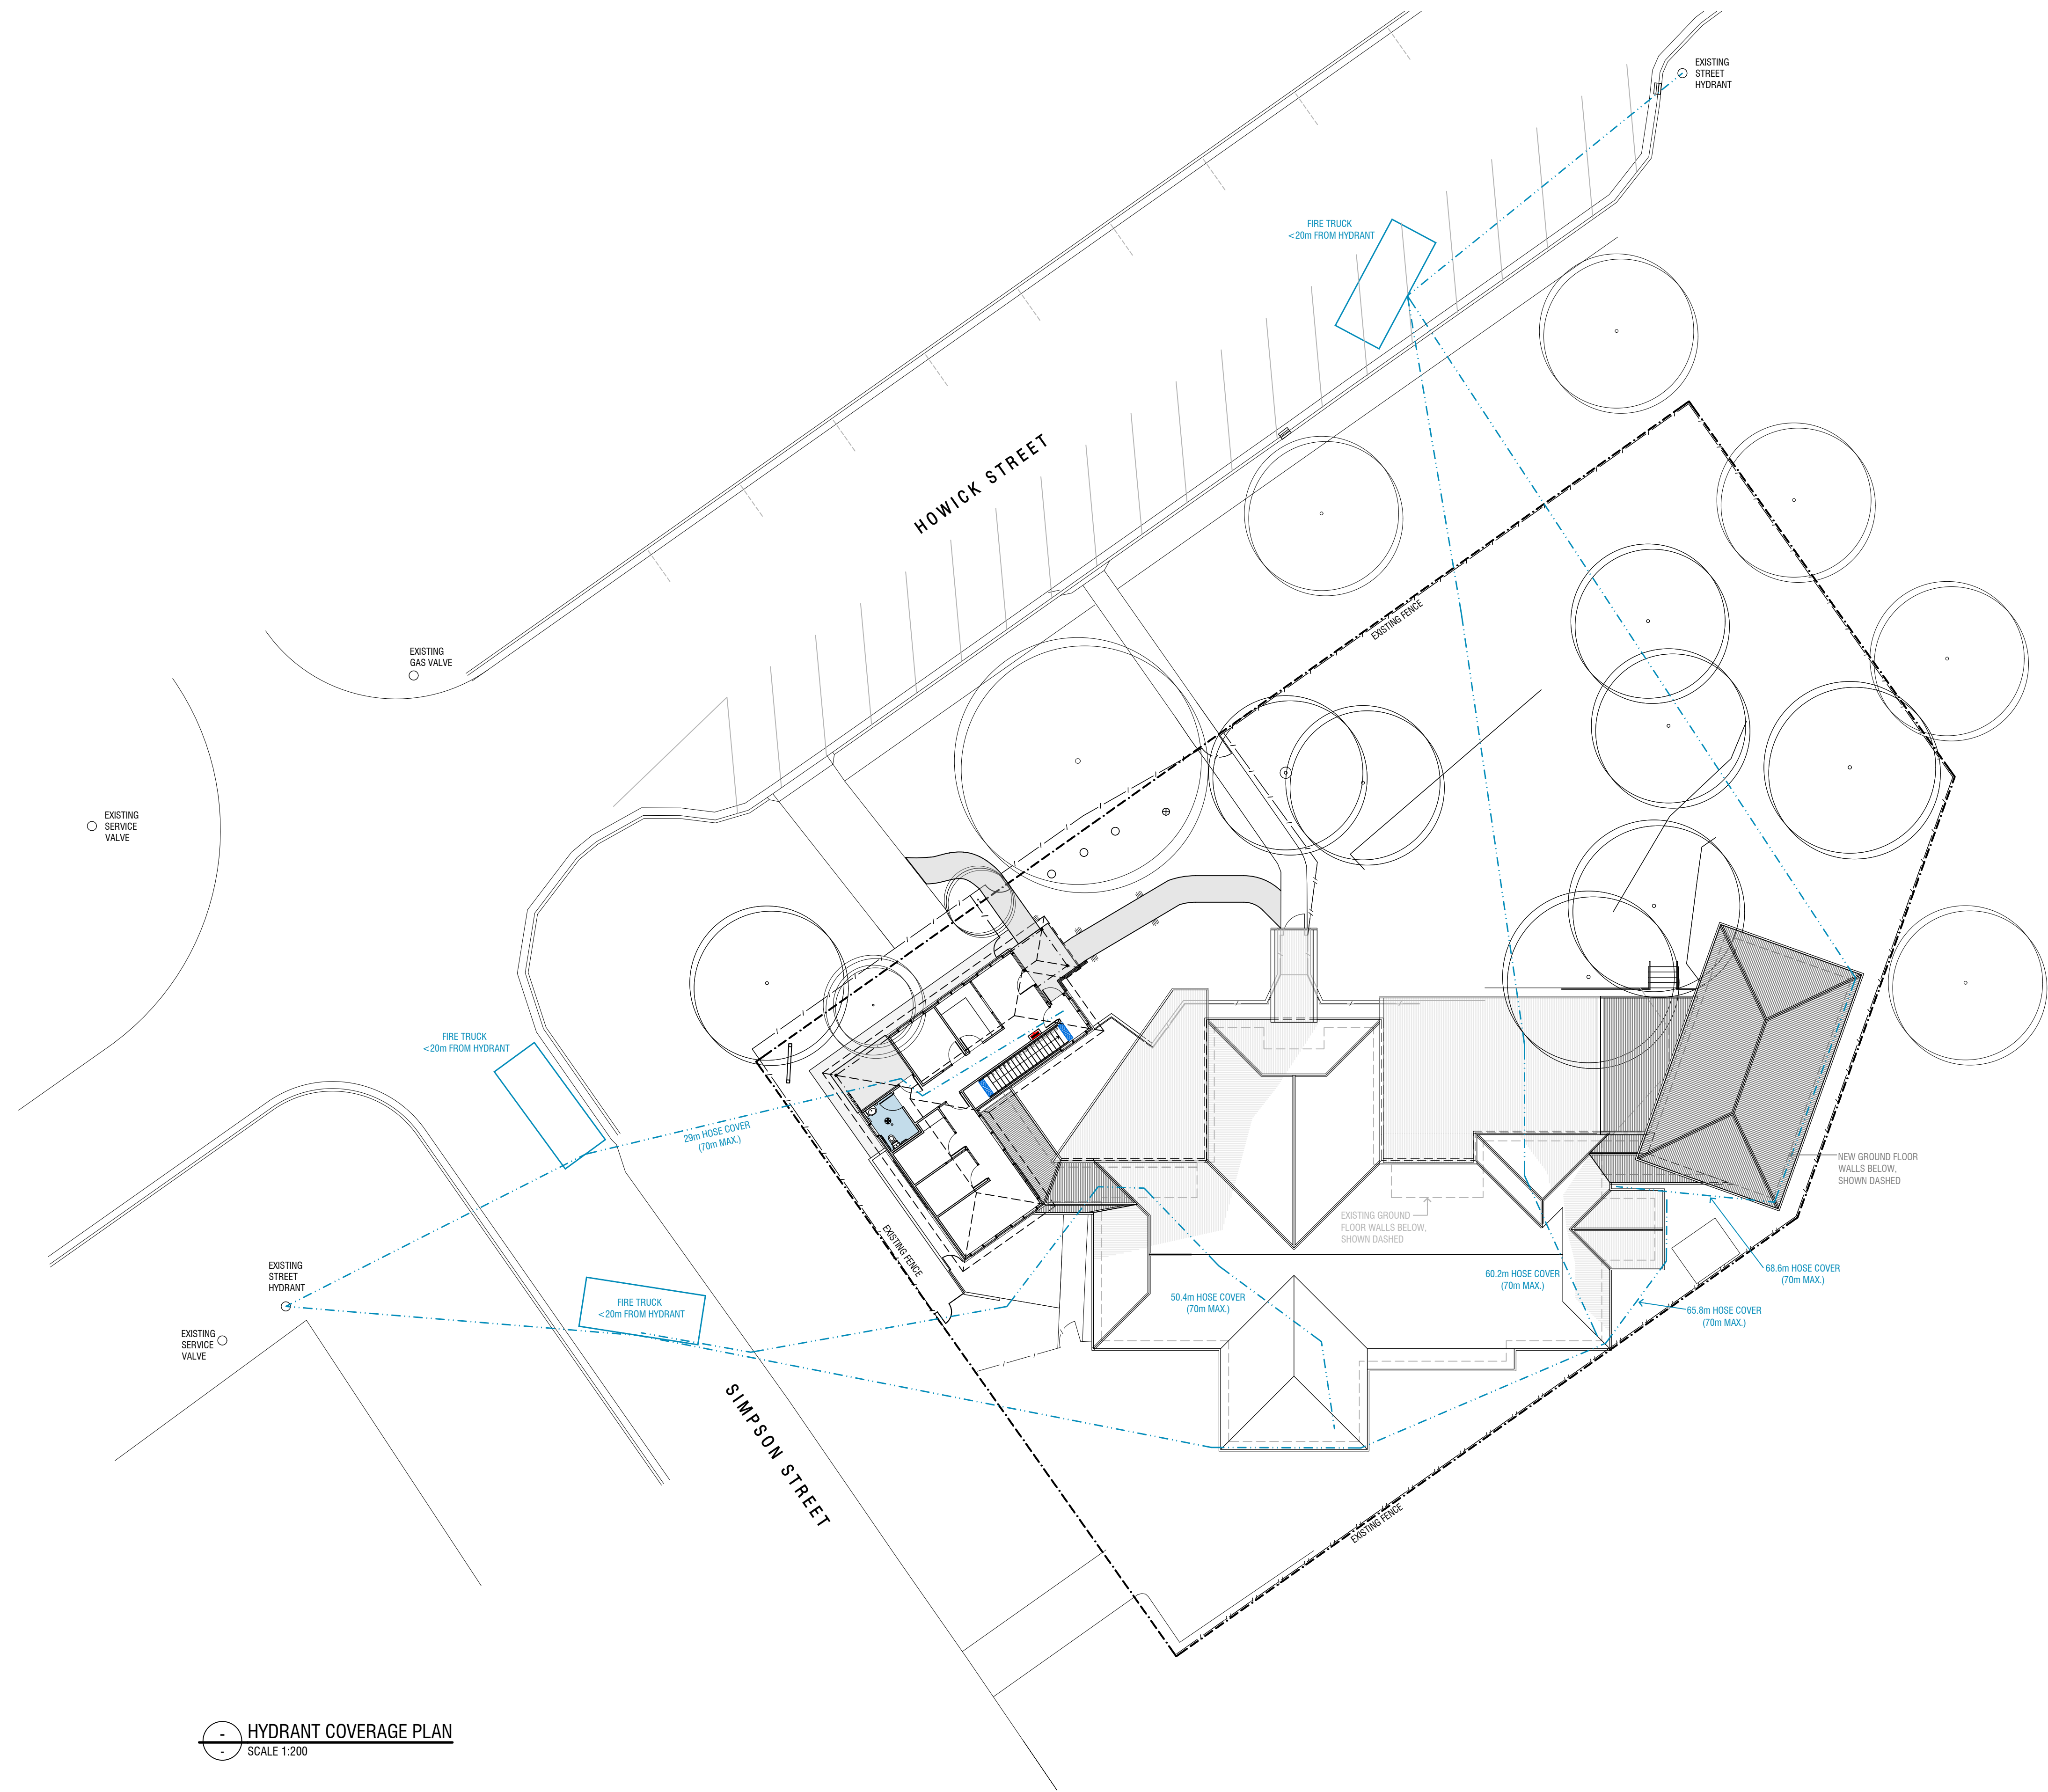 EXISTING
STREET
HYDRANT
FIRE TRUCK
<20m FROM HYDRANT
HOWICK STREET
EXISTING FENCE
EXISTING
GAS VALVE
EXISTING
SERVICE
VALVE
FIRE TRUCK
<20m FROM HYDRANT
29m HOSE COVER
(70m MAX.)
NEW GROUND FLOOR
WALLS BELOW,
SHOWN DASHED
EXISTING GROUND
FLOOR WALLS BELOW,
SHOWN DASHED
EXISTING FENCE
EXISTING
STREET
HYDRANT
68.6m HOSE COVER
(70m MAX.)
60.2m HOSE COVER
(70m MAX.)
50.4m HOSE COVER
(70m MAX.)
FIRE TRUCK
<20m FROM HYDRANT
65.8m HOSE COVER
(70m MAX.)
EXISTING
SERVICE
VALVE
SIMPSON STREET
EXISTING FENCE
-
HYDRANT COVERAGE PLAN
-
SCALE 1:200